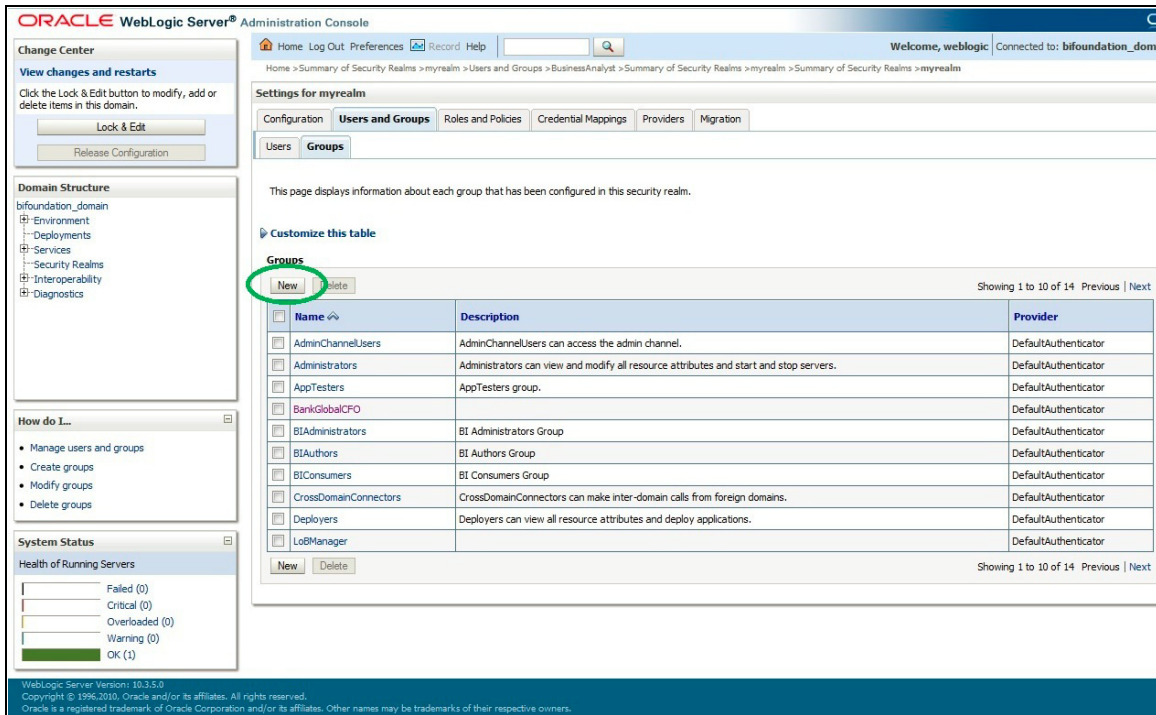 ORACLE WebLogic Server® Administration Console
Change Center
View changes and restarts
Click the Lock & Edit button to modify, add or
delete items in this domain.
Lock & Edit
Release Configuration
Domain Structure
bifoundation_domain
Environment
Deployments
Services
Security Realms
Interoperability
Diagnostics
How do I...
Manage users and groups
Create groups
Modify groups
Delete groups
System Status
Health of Running Servers
Failed (0)
Critical (0)
Overloaded (0)
Warning (0)
OK (1)
Home Log Out Preferences Record Help Welcome, weblogic Connected to: bifoundation_dom
Home >Summary of Security Realms >myrealm >Users and Groups >BusinessAnalyst >Summary of Security Realms >myrealm >Summary of Security Realms >myrealm
Settings for myrealm
Configuration Users and Groups Roles and Policies Credential Mappings Providers Migration
Users Groups
This page displays information about each group that has been configured in this security realm.
Customize this table
Groups
New Delete Showing 1 to 10 of 14 Previous | Next
Name Description Provider
AdminChannelUsers AdminChannelUsers can access the admin channel. DefaultAuthenticator
Administrators Administrators can view and modify all resource attributes and start and stop servers. DefaultAuthenticator
AppTesters AppTesters group. DefaultAuthenticator
BankGlobalCFO DefaultAuthenticator
BIAdministrators BI Administrators Group DefaultAuthenticator
BIAuthors BI Authors Group DefaultAuthenticator
BIConsumers BI Consumers Group DefaultAuthenticator
CrossDomainConnectors CrossDomainConnectors can make inter-domain calls from foreign domains. DefaultAuthenticator
Deployers Deployers can view all resource attributes and deploy applications. DefaultAuthenticator
LoBManager DefaultAuthenticator
New Delete Showing 1 to 10 of 14 Previous | Next
WebLogic Server Version: 10.3.5.0
Copyright © 1996,2010, Oracle and/or its affiliates. All rights reserved.
Oracle is a registered trademark of Oracle Corporation and/or its affiliates. Other names may be trademarks of their respective owners.